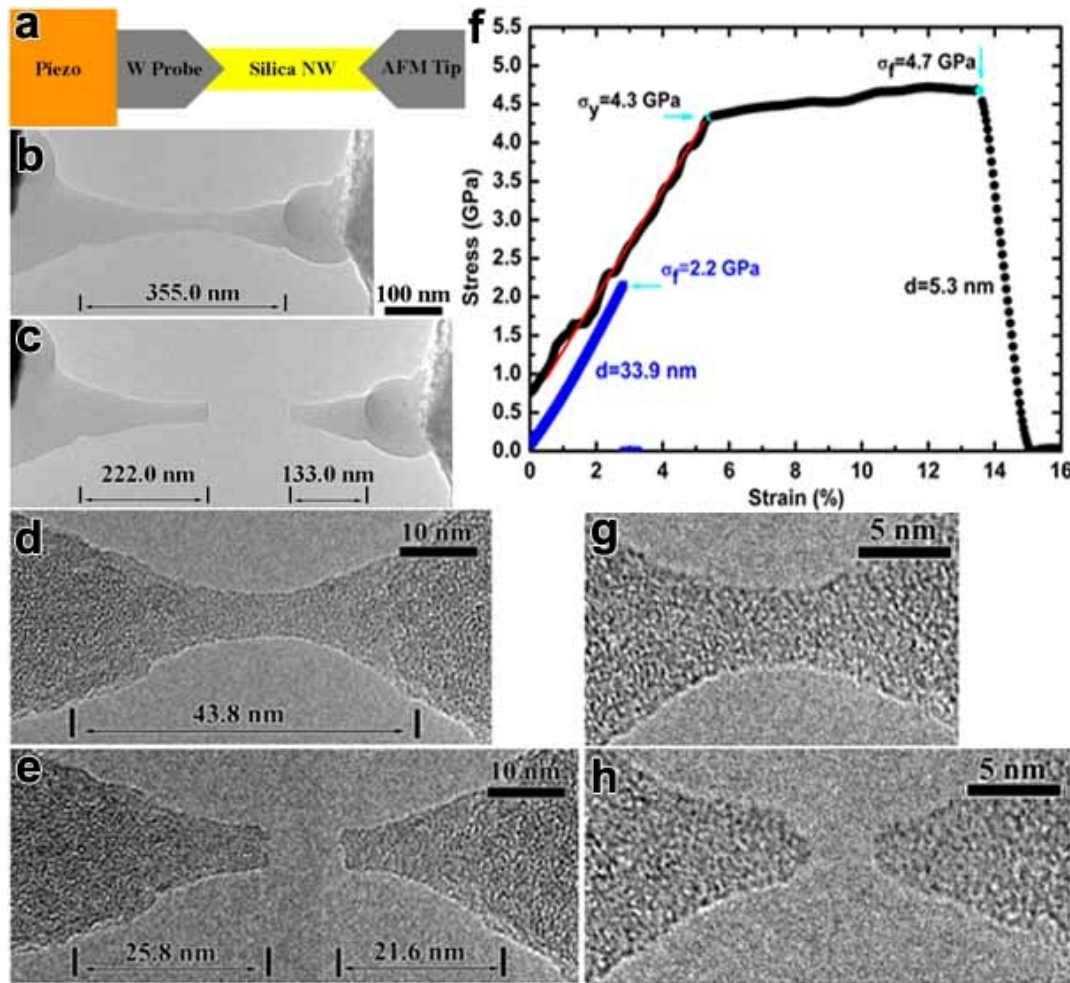 a
Piezo
W Probe
Silica NW
AFM Tip
b
355.0 nm
100 nm
c
222.0 nm
133.0 nm
d
10 nm
43.8 nm
e
10 nm
25.8 nm
21.6 nm
f
5.5
5.0
4.5
4.0
3.5
3.0
2.5
2.0
1.5
1.0
0.5
0.0
Stress (GPa)
σy=4.3 GPa
σf=4.7 GPa
σf=2.2 GPa
d=5.3 nm
d=33.9 nm
0 2 4 6 8 10 12 14 16
Strain (%)
g
5 nm
h
5 nm